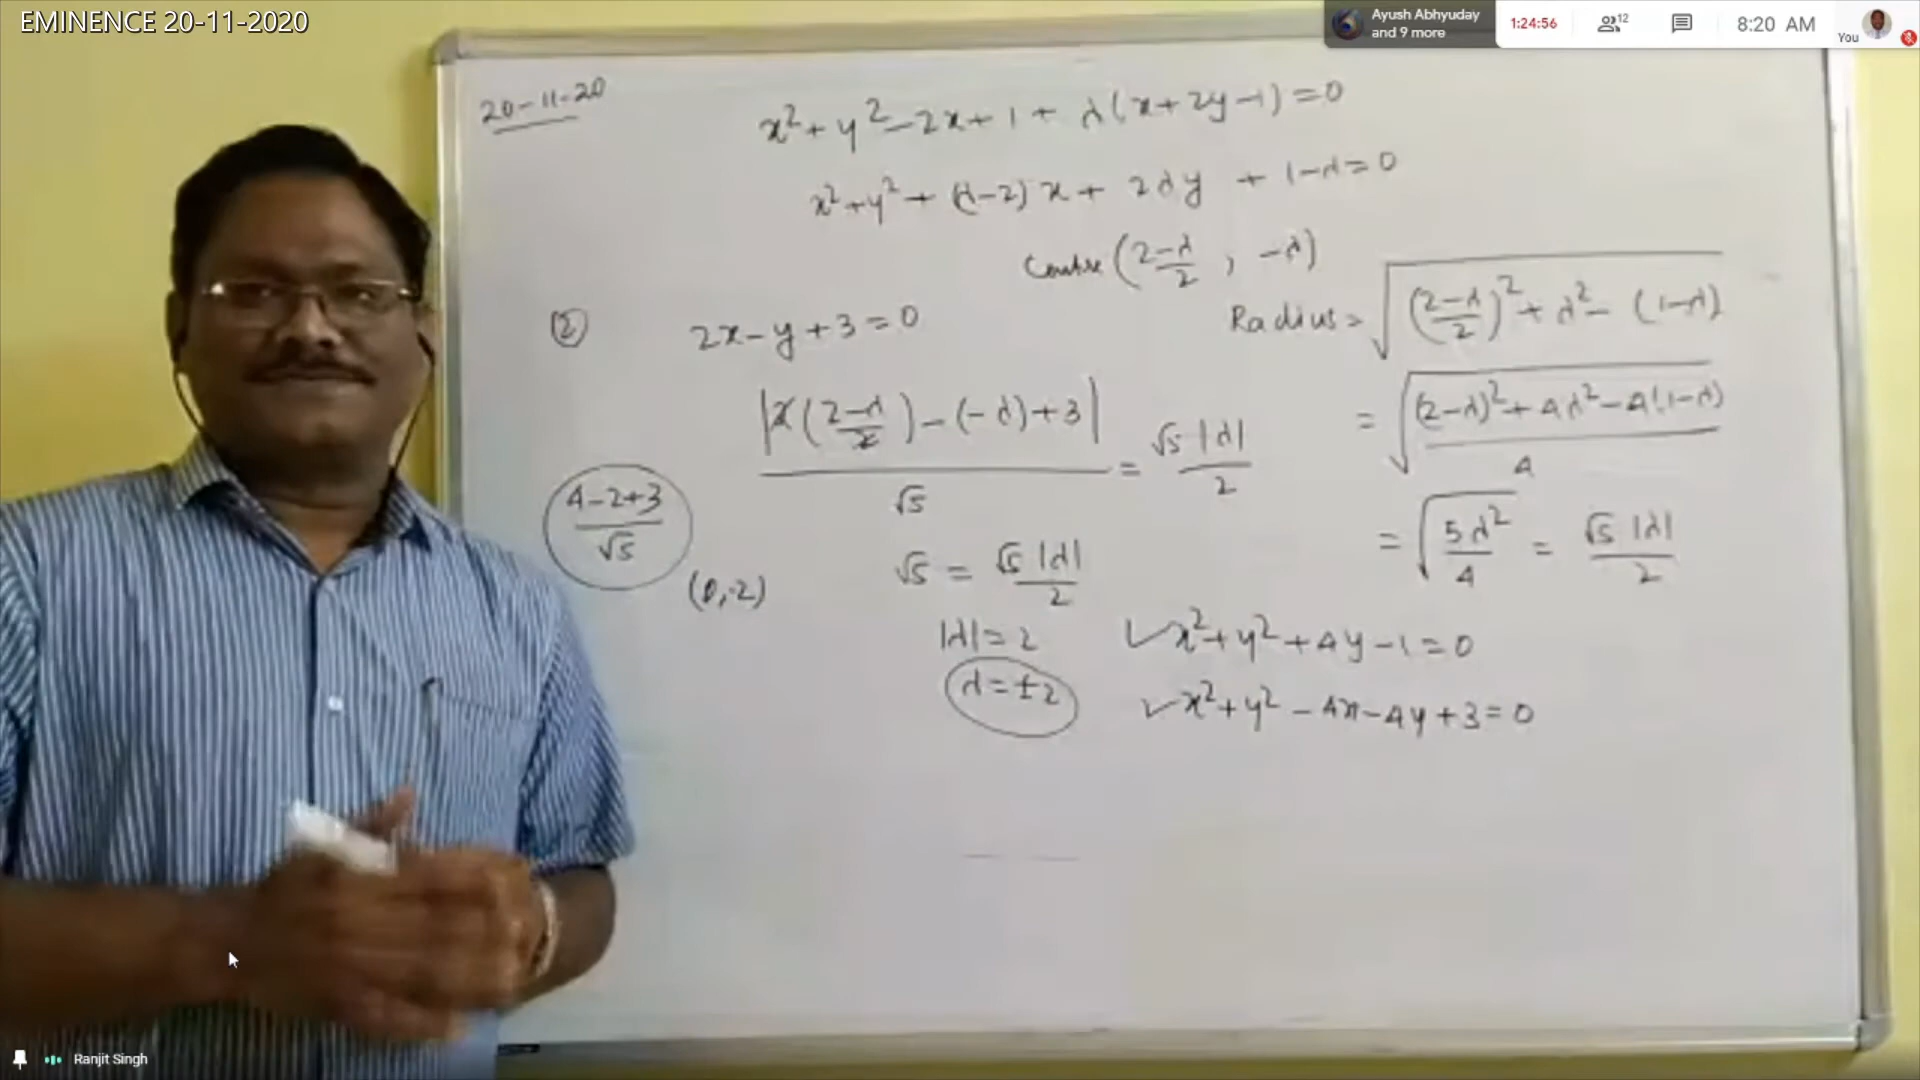 EMINENCE 20-11-2020
Ayush Abhyuday
and 9 more
1:24:56
12
8:20 AM
You
20-11-20
x²+y²-2x+1+λ(x+2y-1)=0
x²+y²+(λ-2)x+2λy+1-λ=0
Centre ((2-λ)/2, -λ)
Radius = √(((2-λ)/2)²+λ²-(1-λ))
② 2x-y+3=0
|2((2-λ)/2)-(-λ)+3|/√5 = √5|λ|/2
= √(((2-λ)²+4λ²-4(1-λ))/4)
(4-2+3)/√5
√5 = √5|λ|/2
= √(5λ²/4) = √5|λ|/2
(0,-2)
|λ|=2
✓x²+y²+4y-1=0
λ=±2
✓x²+y²-4x-4y+3=0
Ranjit Singh